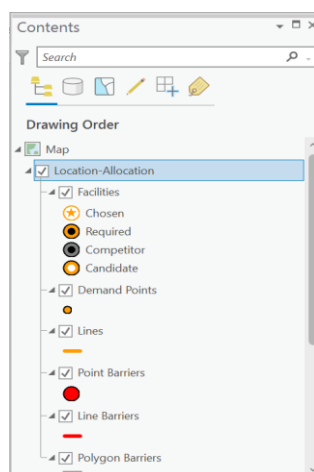 Contents
Search
Drawing Order
Map
Location-Allocation
Facilities
Chosen
Required
Competitor
Candidate
Demand Points
Lines
Point Barriers
Line Barriers
Polygon Barriers